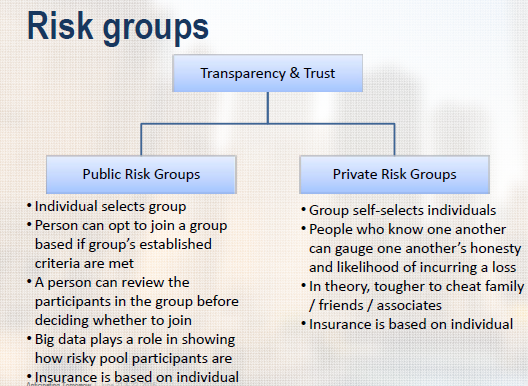 Risk groups
Transparency & Trust
Public Risk Groups
• Individual selects group
• Person can opt to join a group
based if group's established
criteria are met
• A person can review the
participants in the group before
deciding whether to join
• Big data plays a role in showing
how risky pool participants are
• Insurance is based on individual
Private Risk Groups
• Group self-selects individuals
• People who know one another
can gauge one another's honesty
and likelihood of incurring a loss
• In theory, tougher to cheat family
/ friends / associates
• Insurance is based on individual